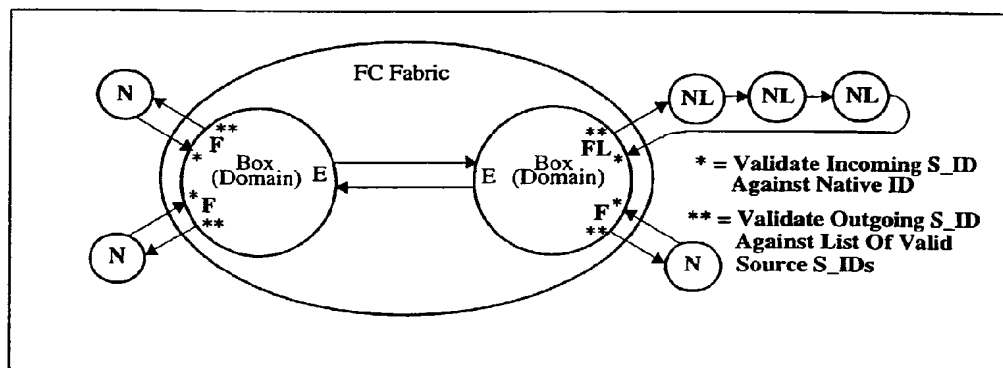 FC Fabric
N
**
F
*
Box
(Domain)
E
*
F
**
N
E
Box
(Domain)
**
FL
*
F
*
**
N
NL
NL
NL
* = Validate Incoming S_ID
Against Native ID
** = Validate Outgoing S_ID
Against List Of Valid
Source S_IDs